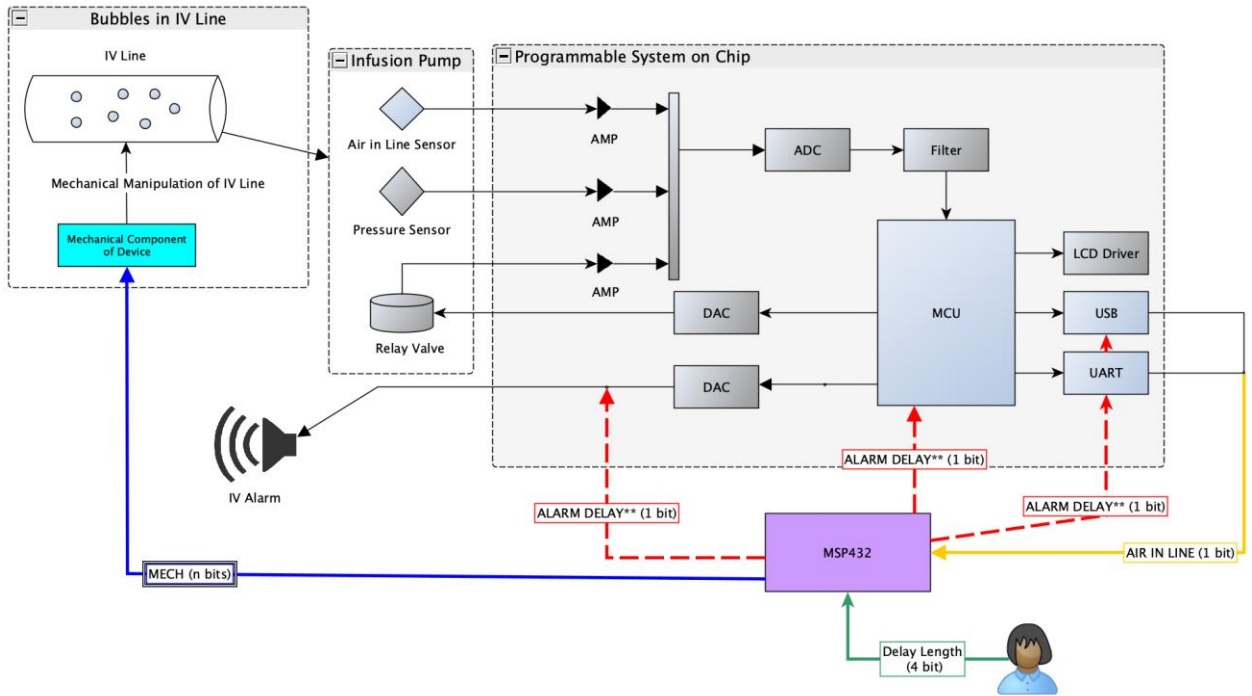 Bubbles in IV Line
IV Line
Mechanical Manipulation of IV Line
Mechanical Component
of Device
Infusion Pump
Air in Line Sensor
Pressure Sensor
Relay Valve
Programmable System on Chip
AMP
AMP
AMP
ADC
Filter
MCU
LCD Driver
USB
UART
DAC
DAC
IV Alarm
ALARM DELAY** (1 bit)
ALARM DELAY** (1 bit)
ALARM DELAY** (1 bit)
MSP432
AIR IN LINE (1 bit)
MECH (n bits)
Delay Length
(4 bit)